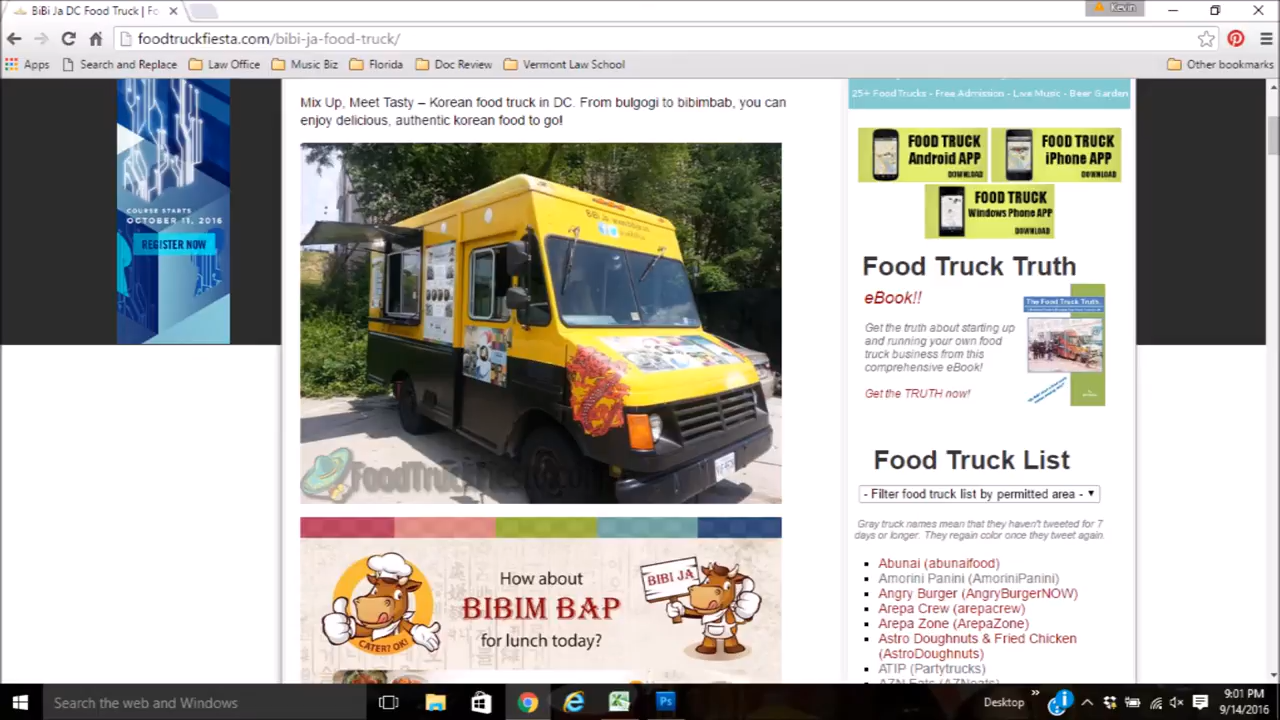 BiBi Ja DC Food Truck | Fo
Kevin
foodtruckfiesta.com/bibi-ja-food-truck/
Apps
Search and Replace
Law Office
Music Biz
Florida
Doc Review
Vermont Law School
Other bookmarks
COURSE STARTS
OCTOBER 11, 2016
REGISTER NOW
Mix Up, Meet Tasty – Korean food truck in DC. From bulgogi to bibimbab, you can
enjoy delicious, authentic korean food to go!
FoodTruckFiesta.com
How about
BIBIM BAP
for lunch today?
CATER? OK!
BIBI JA
25+ Food Trucks - Free Admission - Live Music - Beer Garden
FOOD TRUCK
Android APP
DOWNLOAD
FOOD TRUCK
iPhone APP
DOWNLOAD
FOOD TRUCK
Windows Phone APP
DOWNLOAD
Food Truck Truth
eBook!!
The Food Truck Truth
Get the truth about starting up
and running your own food
truck business from this
comprehensive eBook!
Get the TRUTH now!
Food Truck List
- Filter food truck list by permitted area -
Gray truck names mean that they haven't tweeted for 7
days or longer. They regain color once they tweet again.
Abunai (abunaifood)
Amorini Panini (AmoriniPanini)
Angry Burger (AngryBurgerNOW)
Arepa Crew (arepacrew)
Arepa Zone (ArepaZone)
Astro Doughnuts & Fried Chicken
(AstroDoughnuts)
ATIP (Partytrucks)
AZN Eats (AZNeats)
Search the web and Windows
Desktop
9:01 PM
9/14/2016